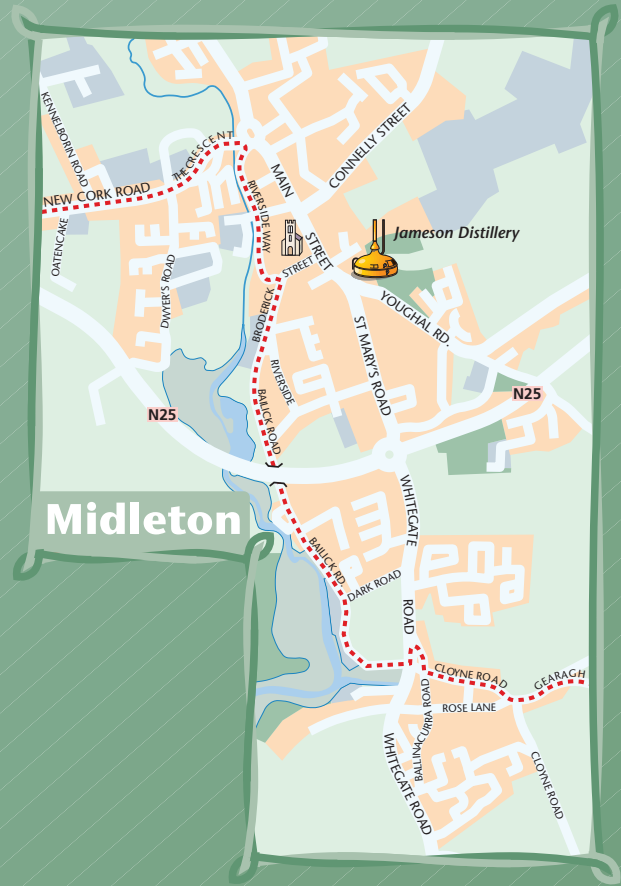 KENNELBORIN ROAD
THE CRESCENT
MAIN
STREET
CONNELLY STREET
NEW CORK ROAD
RIVERSIDE WAY
OATENCAKE
DWYER'S ROAD
Jameson Distillery
STREET
BRODERICK
YOUGHAL RD.
ST MARY'S ROAD
RIVERSIDE
BAILICK ROAD
N25
N25
WHITEGATE
ROAD
Midleton
BAILICK RD.
DARK ROAD
CLOYNE ROAD
GEARAGH
ROSE LANE
BALLINACURRA ROAD
WHITEGATE ROAD
CLOYNE ROAD